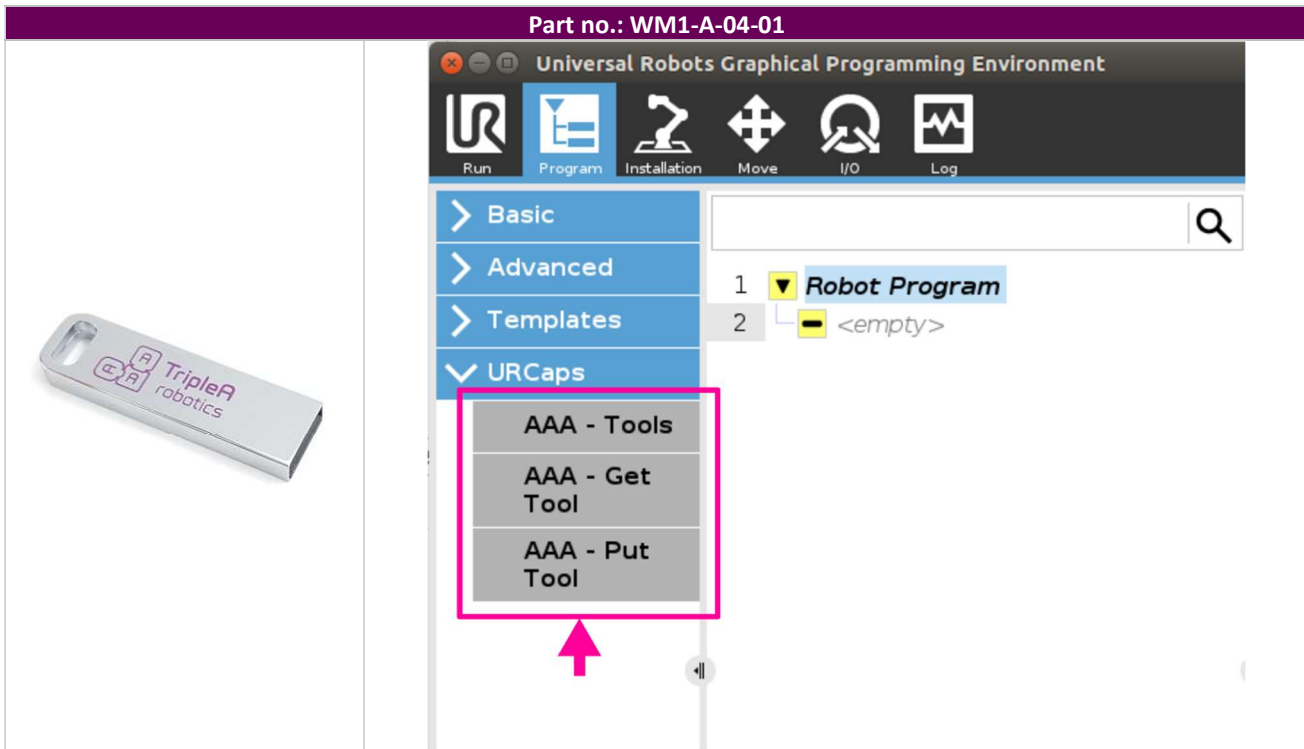 Part no.: WM1-A-04-01
Universal Robots Graphical Programming Environment
UR
Run
Program
Installation
Move
I/O
Log
Basic
Advanced
Templates
URCaps
AAA - Tools
AAA - Get
Tool
AAA - Put
Tool
1 Robot Program
2 <empty>
A
A A
TripleA
robotics